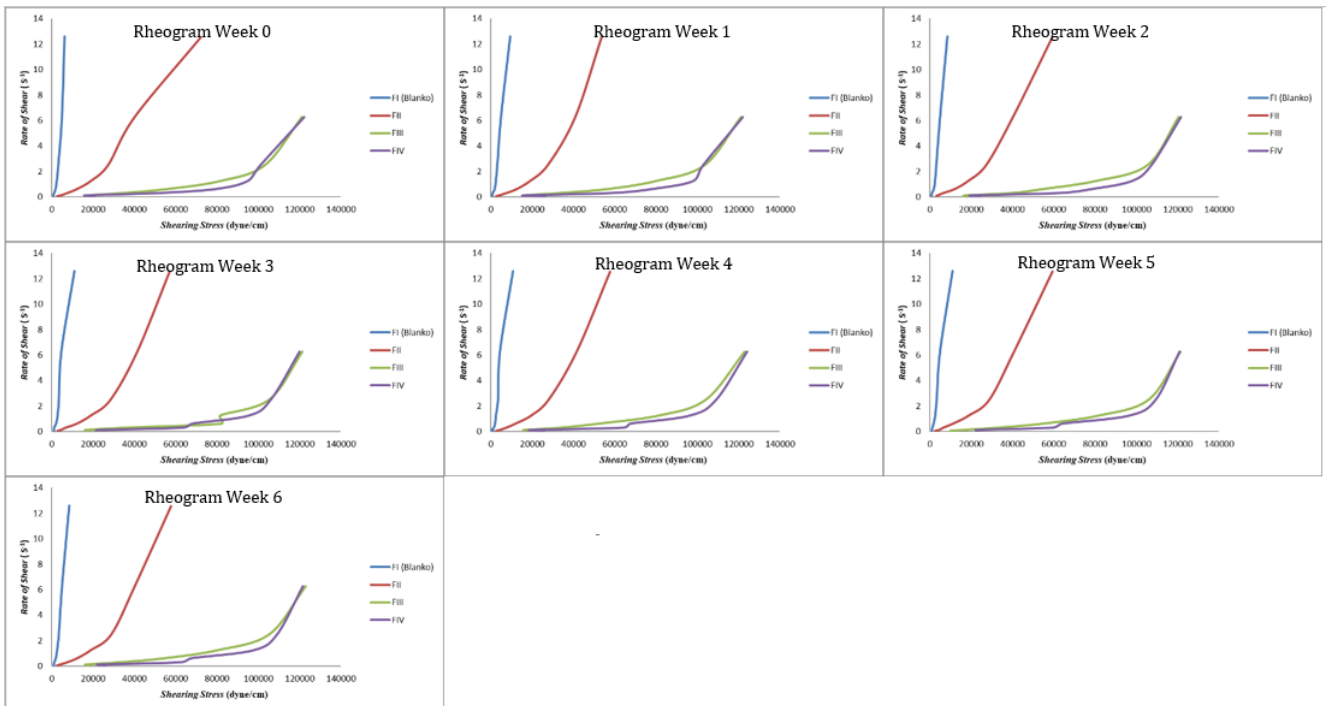 Rheogram Week 0
14
12
10
8
6
4
2
0
Rate of Shear ( S-1)
FI (Blanko)
FII
FIII
FIV
0 20000 40000 60000 80000 100000 120000 140000
Shearing Stress (dyne/cm)
Rheogram Week 1
14
12
10
8
6
4
2
0
Rate of Shear ( S-1)
FI (Blanko)
FII
FIII
FIV
0 20000 40000 60000 80000 100000 120000 140000
Shearing Stress (dyne/cm)
Rheogram Week 2
14
12
10
8
6
4
2
0
Rate of Shear ( S-1)
FI (Blanko)
FII
FIII
FIV
0 20000 40000 60000 80000 100000 120000 140000
Shearing Stress (dyne/cm)
Rheogram Week 3
14
12
10
8
6
4
2
0
Rate of Shear ( S-1)
FI (Blanko)
FII
FIII
FIV
0 20000 40000 60000 80000 100000 120000 140000
Shearing Stress (dyne/cm)
Rheogram Week 4
14
12
10
8
6
4
2
0
Rate of Shear ( S-1)
FI (Blanko)
FII
FIII
FIV
0 20000 40000 60000 80000 100000 120000 140000
Shearing Stress (dyne/cm)
Rheogram Week 5
14
12
10
8
6
4
2
0
Rate of Shear ( S-1)
FI (Blanko)
FII
FIII
FIV
0 20000 40000 60000 80000 100000 120000 140000
Shearing Stress (dyne/cm)
Rheogram Week 6
14
12
10
8
6
4
2
0
Rate of Shear ( S-1)
FI (Blanko)
FII
FIII
FIV
0 20000 40000 60000 80000 100000 120000 140000
Shearing Stress (dyne/cm)
-